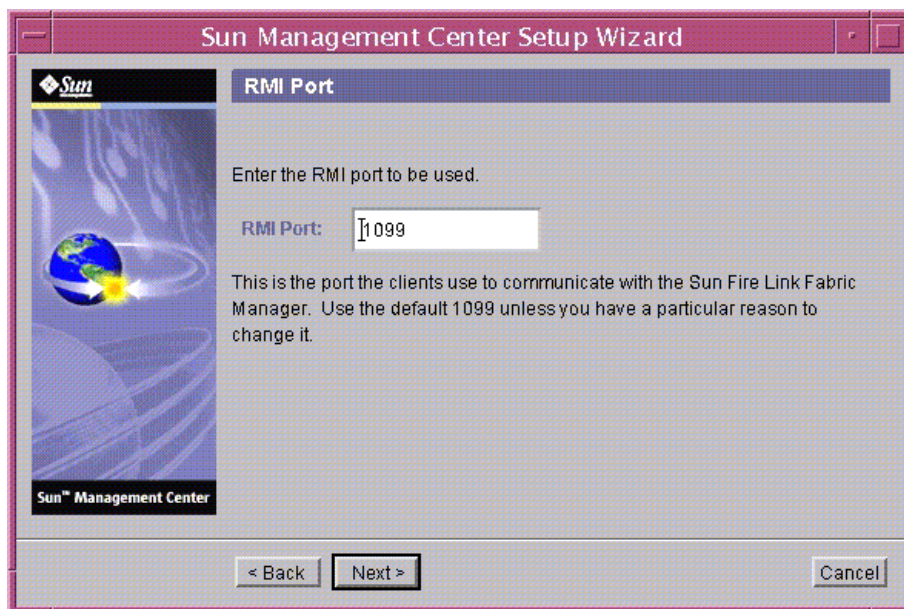 Sun Management Center Setup Wizard
Sun
RMI Port
Enter the RMI port to be used.
RMI Port: 1099
This is the port the clients use to communicate with the Sun Fire Link Fabric
Manager. Use the default 1099 unless you have a particular reason to
change it.
Sun™ Management Center
< Back Next > Cancel